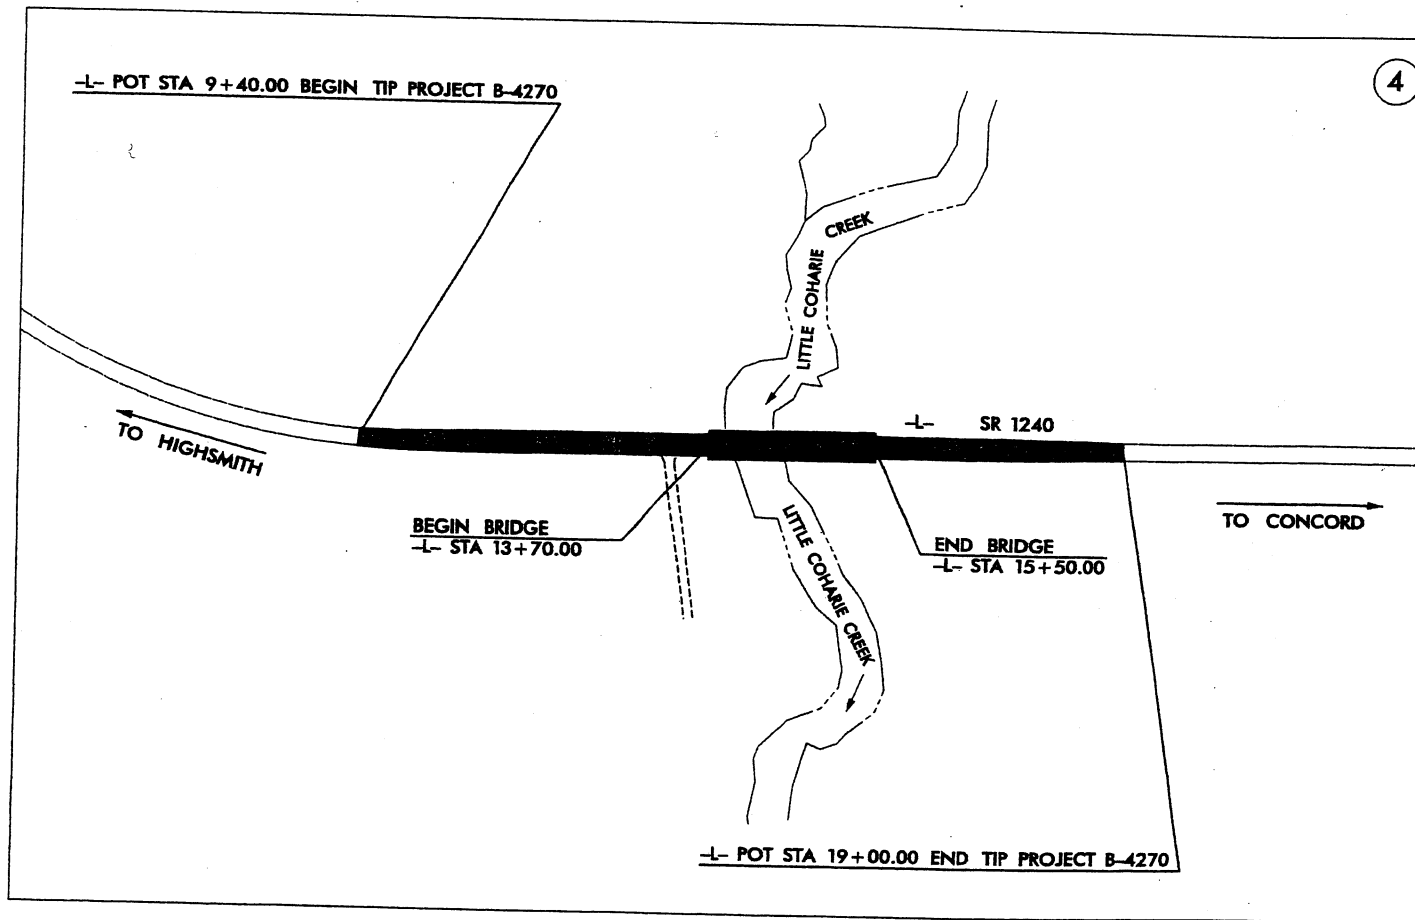 -L- POT STA 9+40.00 BEGIN TIP PROJECT B-4270
4
LITTLE COHARIE CREEK
-L- SR 1240
TO HIGHSMITH
BEGIN BRIDGE
-L- STA 13+70.00
LITTLE COHARIE CREEK
END BRIDGE
-L- STA 15+50.00
TO CONCORD
-L- POT STA 19+00.00 END TIP PROJECT B-4270